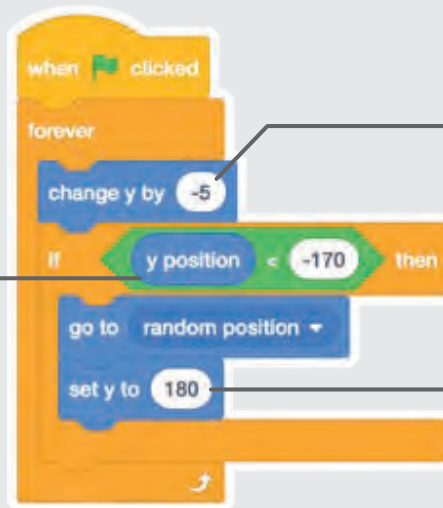 when clicked
forever
change y by -5
if y position < -170 then
go to random position
set y to 180